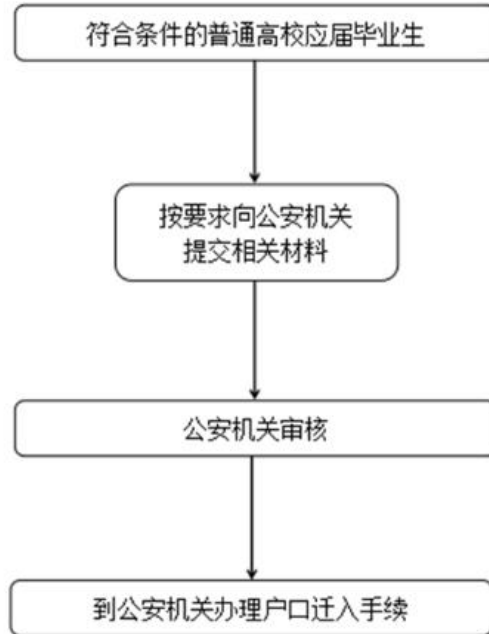 符合条件的普通高校应届毕业生
按要求向公安机关
提交相关材料
公安机关审核
到公安机关办理户口迁入手续